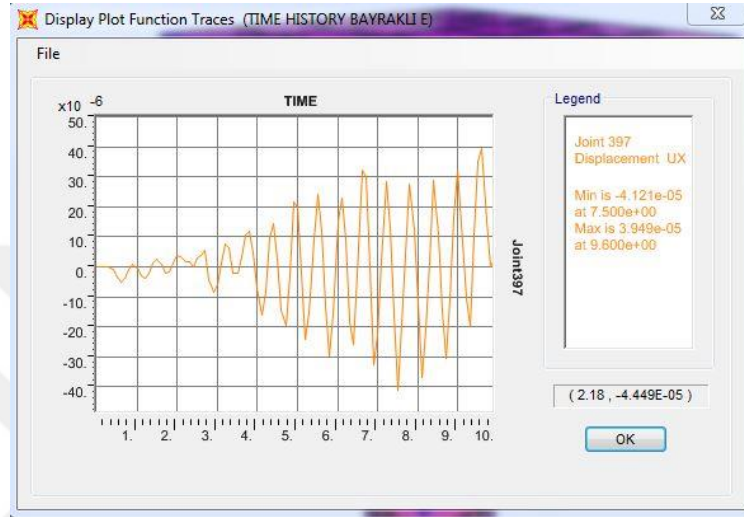 Display Plot Function Traces (TIME HISTORY BAYRAKLI E)
File
x10 -6
TIME
50.
40.
30.
20.
10.
0.
-10.
-20.
-30.
-40.
1. 2. 3. 4. 5. 6. 7. 8. 9. 10.
Joint397
Legend
Joint 397
Displacement UX
Min is -4.121e-05
at 7.500e+00
Max is 3.949e-05
at 9.600e+00
( 2.18 , -4.449E-05 )
OK